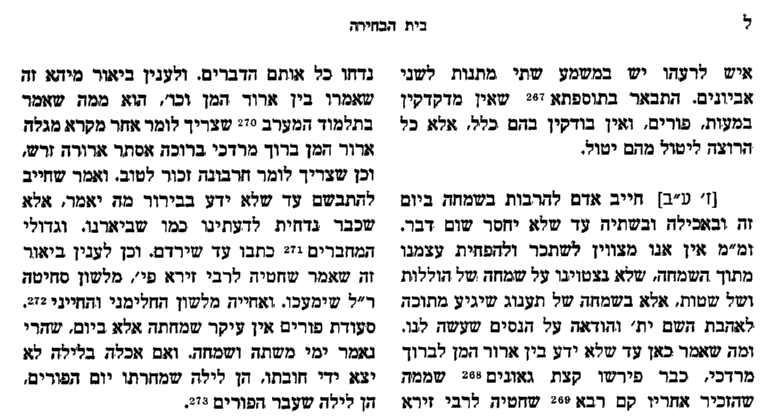 ל
בית הבחירה
איש לרעהו יש במשמע שתי מתנות לשני
אביונים. התבאר בתוספתא 267 שאין מדקדקין
במעות, פורים, ואין בודקין בהם כלל, אלא כל
הרוצה ליטול מהם יטול.
[ז׳ ע״ב] חייב אדם להרבות בשמחה ביום
זה ובאכילה ובשתיה עד שלא יחסר שום דבר.
ומ״מ אין אנו מצווין לשתכר ולהפחית עצמנו
מתוך השמחה, שלא נצטוינו על שמחה של הוללות
ושל שטות, אלא בשמחה של תענוג שיגיע מתוכה
לאהבת השם ית׳ והודאה על הנסים שעשה לנו.
ומה שאמר כאן עד שלא ידע בין ארור המן לברוך
מרדכי, כבר פירשו קצת גאונים 268 שממה
שהזכיר אחריו קם רבא 269 שחטיה לרבי זירא
נדחו כל אותם הדברים. ולענין ביאור מיהא זה
שאמרו בין ארור המן וכו׳, הוא ממה שאמר
בתלמוד המערב 270 שצריך לומר אחר מקרא מגלה
ארור המן ברוך מרדכי ברוכה אסתר ארורה זרש,
וכן שצריך לומר חרבונה זכור לטוב. ואמר שחייב
להתבשם עד שלא ידע בבירור מה יאמר, אלא
שכבר נדחית לדעתינו כמו שביארנו. וגדולי
המחברים 271 כתבו עד שירדם. וכן לענין ביאור
זה שאמר שחטיה לרבי זירא פי׳, מלשון סחיטה
ר״ל שימעכו. ואחייה מלשון החלימני והחייני 272.
סעודת פורים אין עיקר שמחתה אלא ביום, שהרי
נאמר ימי משתה ושמחה. ואם אכלה בלילה לא
יצא ידי חובתו, הן לילה שמחרתו יום הפורים,
הן לילה שעבר הפורים 273.